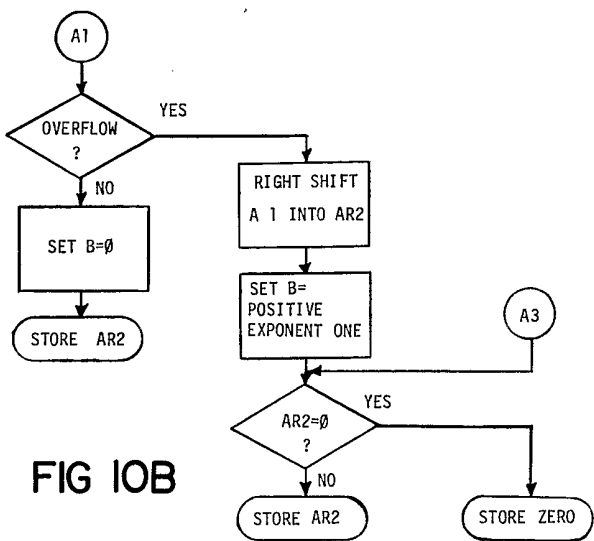 A1
OVERFLOW
?
YES
NO
SET B=Ø
STORE AR2
RIGHT SHIFT
A 1 INTO AR2
SET B=
POSITIVE
EXPONENT ONE
A3
AR2=Ø
?
YES
NO
STORE AR2
STORE ZERO
FIG 10B